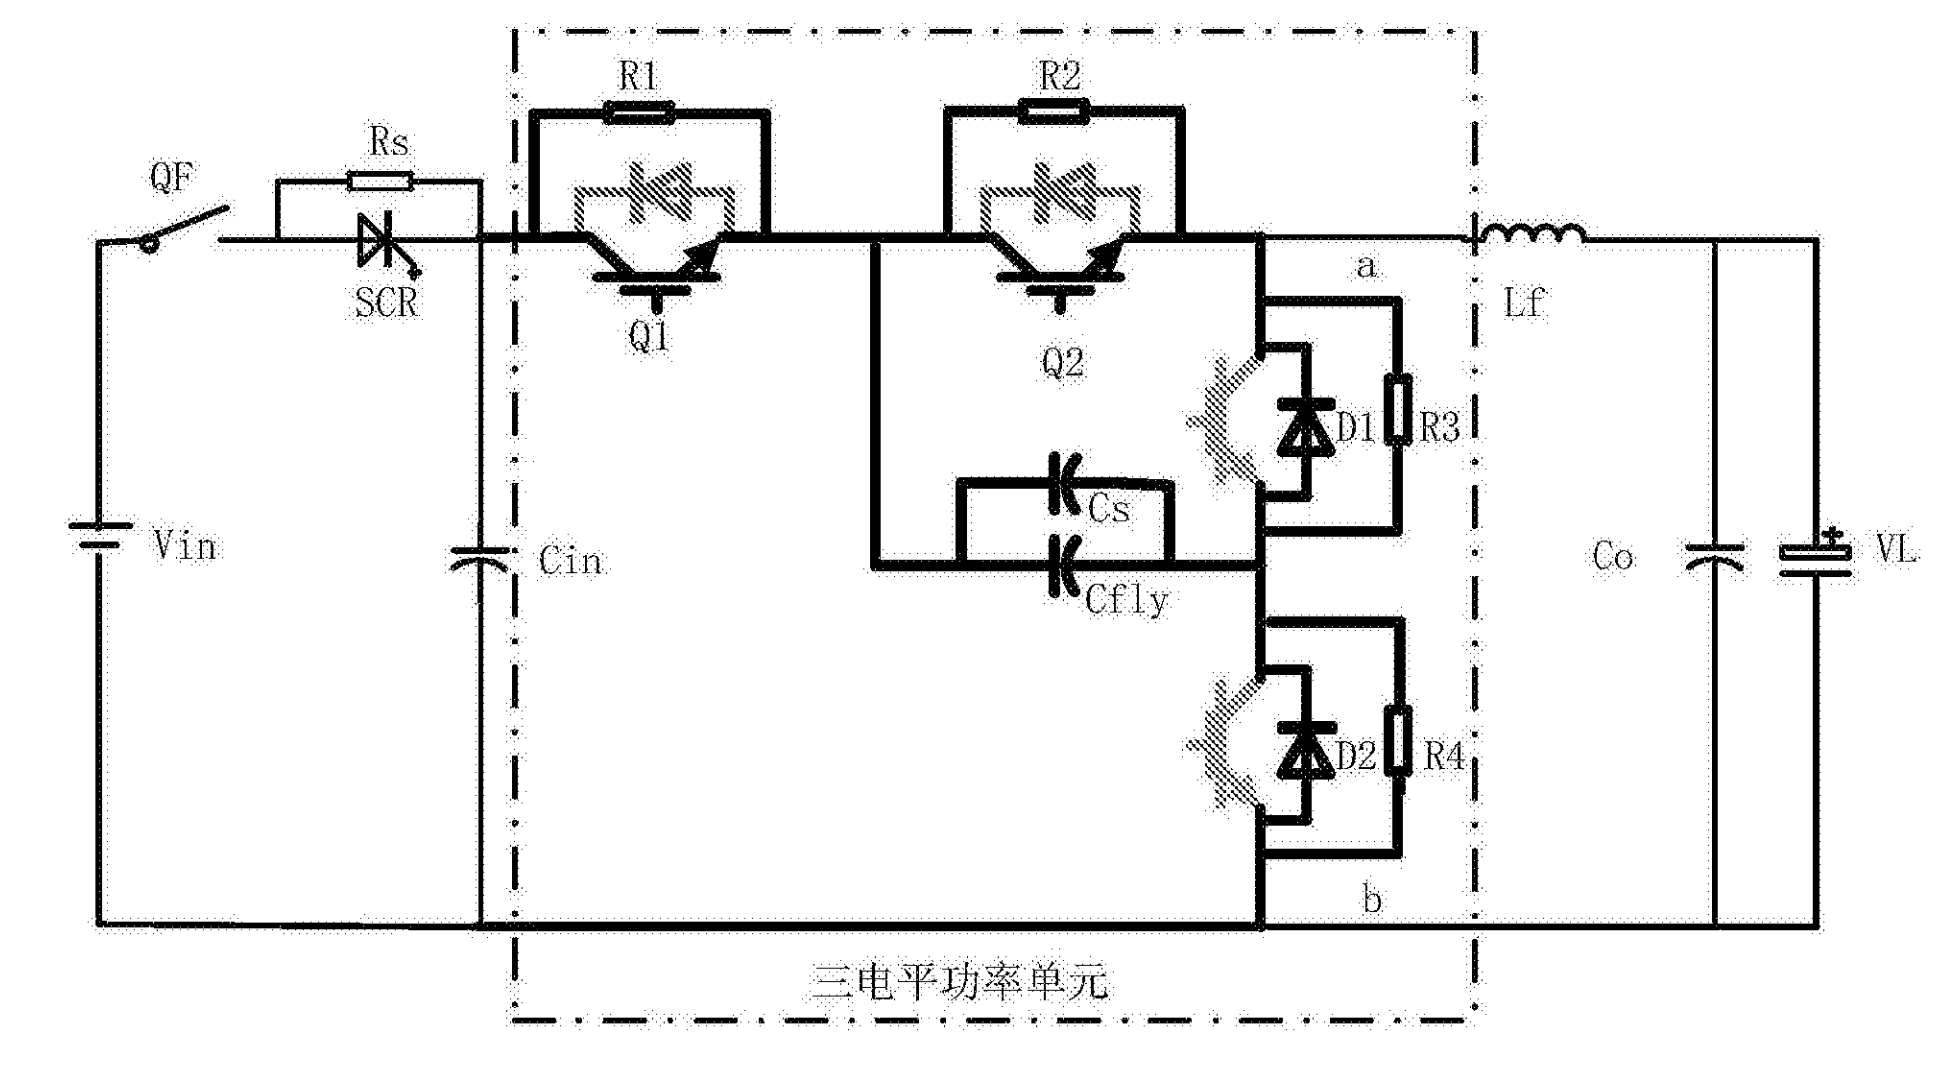 R1
R2
Rs
QF
SCR
Q1
Q2
a
Lf
D1
R3
Cs
Vin
Cin
Cfly
Co
VL
D2
R4
b
三电平功率单元